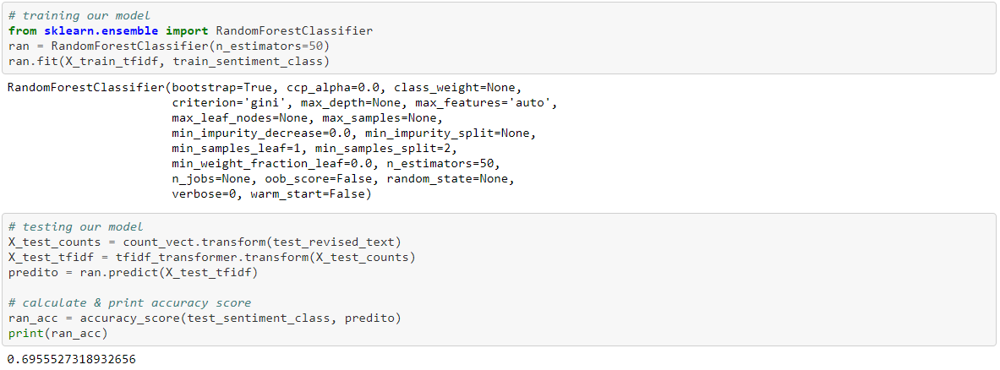 # training our model
from sklearn.ensemble import RandomForestClassifier
ran = RandomForestClassifier(n_estimators=50)
ran.fit(X_train_tfidf, train_sentiment_class)
RandomForestClassifier(bootstrap=True, ccp_alpha=0.0, class_weight=None,
                       criterion='gini', max_depth=None, max_features='auto',
                       max_leaf_nodes=None, max_samples=None,
                       min_impurity_decrease=0.0, min_impurity_split=None,
                       min_samples_leaf=1, min_samples_split=2,
                       min_weight_fraction_leaf=0.0, n_estimators=50,
                       n_jobs=None, oob_score=False, random_state=None,
                       verbose=0, warm_start=False)
# testing our model
X_test_counts = count_vect.transform(test_revised_text)
X_test_tfidf = tfidf_transformer.transform(X_test_counts)
predito = ran.predict(X_test_tfidf)
# calculate & print accuracy score
ran_acc = accuracy_score(test_sentiment_class, predito)
print(ran_acc)
0.6955527318932656